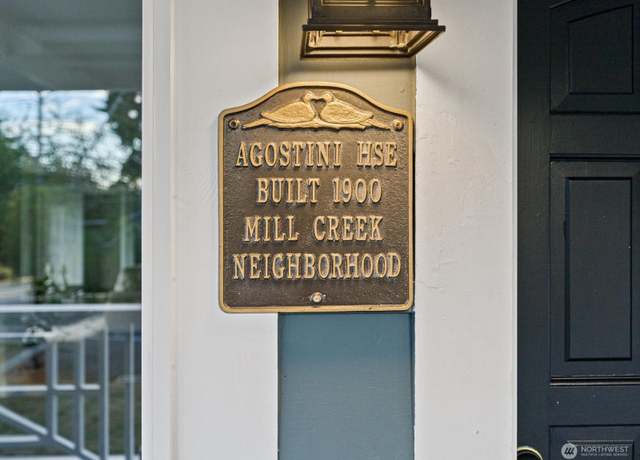 AGOSTINI HSE
BUILT 1900
MILL CREEK
NEIGHBORHOOD
NORTHWEST